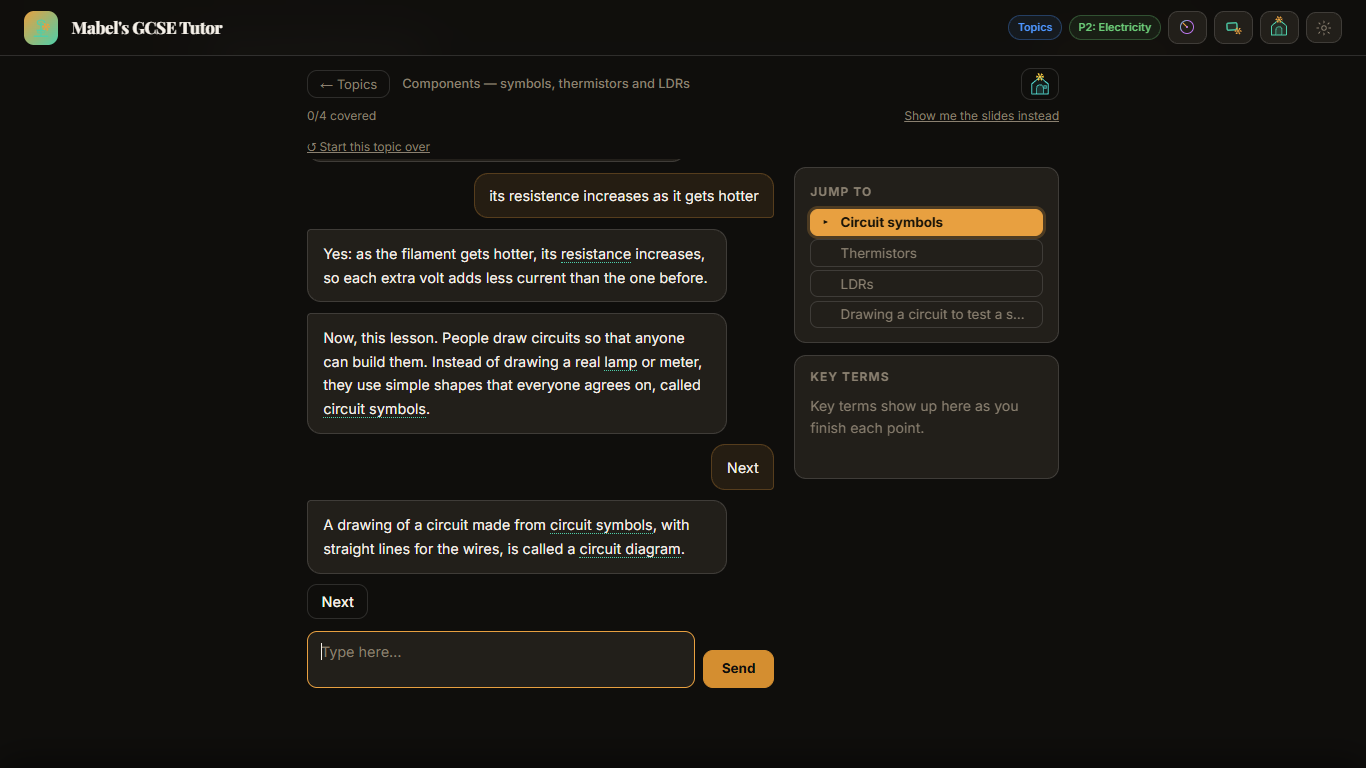 Mabel's GCSE Tutor
Topics
P2: Electricity
← Topics
Components — symbols, thermistors and LDRs
0/4 covered
Show me the slides instead
↺ Start this topic over
its resistence increases as it gets hotter
Yes: as the filament gets hotter, its resistance increases,
so each extra volt adds less current than the one before.
Now, this lesson. People draw circuits so that anyone
can build them. Instead of drawing a real lamp or meter,
they use simple shapes that everyone agrees on, called
circuit symbols.
Next
A drawing of a circuit made from circuit symbols, with
straight lines for the wires, is called a circuit diagram.
Next
Type here...
Send
JUMP TO
Circuit symbols
Thermistors
LDRs
Drawing a circuit to test a s...
KEY TERMS
Key terms show up here as you
finish each point.